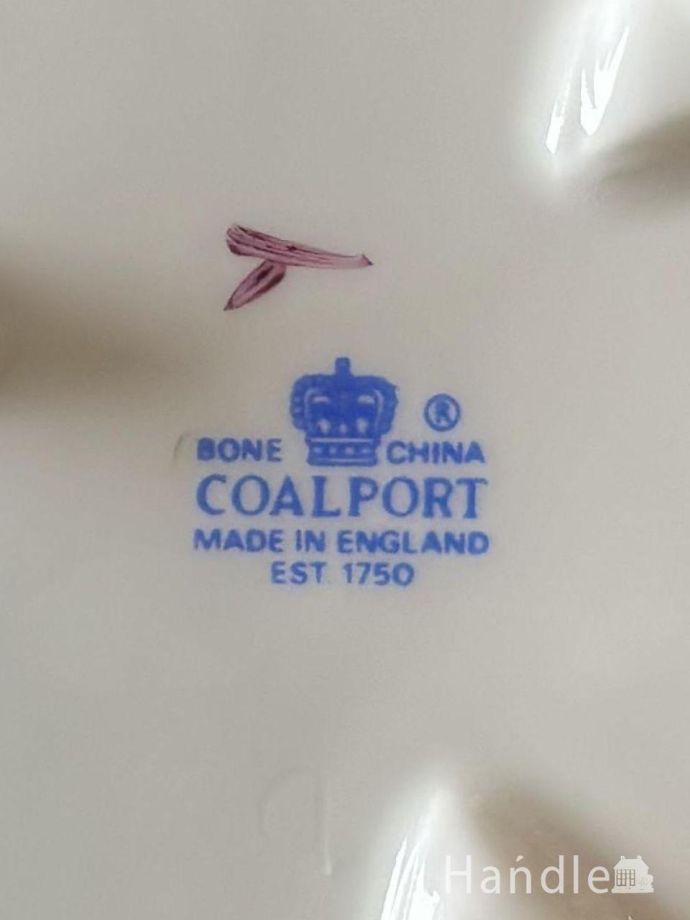 ®
BONE CHINA
COALPORT
MADE IN ENGLAND
EST. 1750
Handle